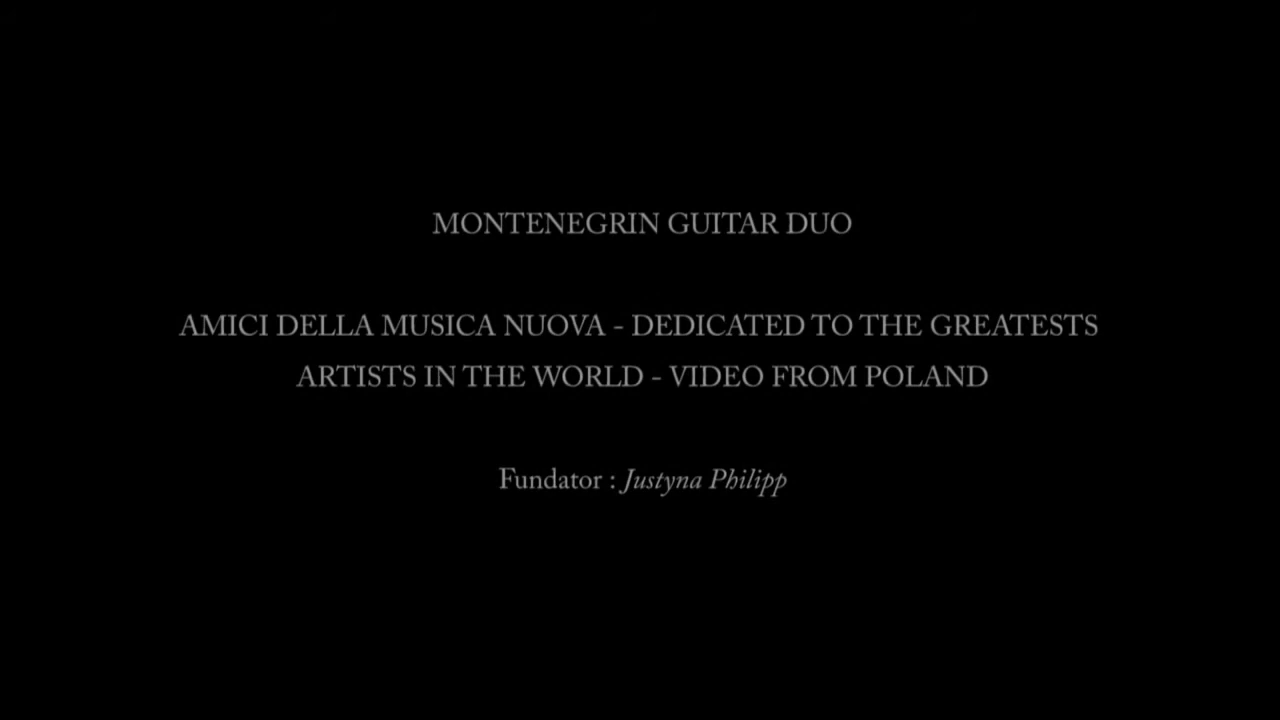 MONTENEGRIN GUITAR DUO
AMICI DELLA MUSICA NUOVA - DEDICATED TO THE GREATESTS
ARTISTS IN THE WORLD - VIDEO FROM POLAND
Fundator : Justyna Philipp